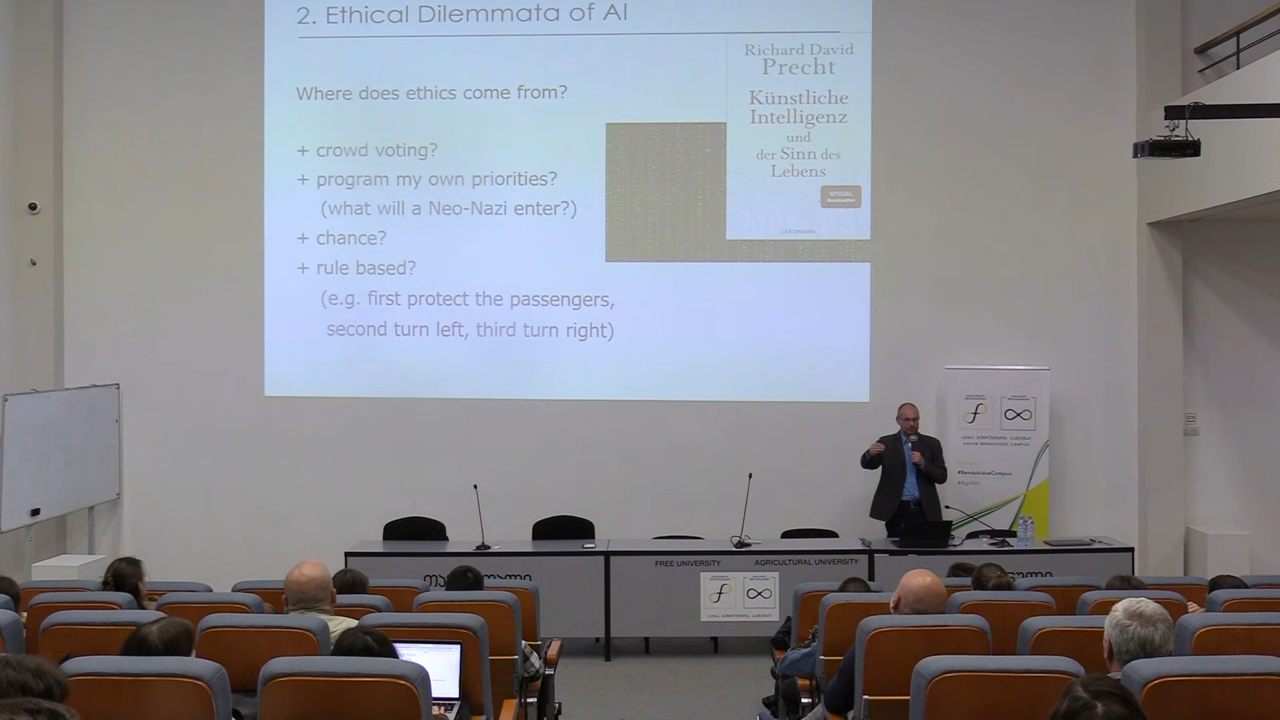 2. Ethical Dilemmata of AI
Where does ethics come from?
+ crowd voting?
+ program my own priorities?
(what will a Neo-Nazi enter?)
+ chance?
+ rule based?
(e.g. first protect the passengers,
second turn left, third turn right)
Richard David
Precht
Künstliche
Intelligenz
und
der Sinn des
Lebens
SPIEGEL
Bestseller
GOLDMANN
#BendukidzeCampus
FREE UNIVERSITY
AGRICULTURAL UNIVERSITY